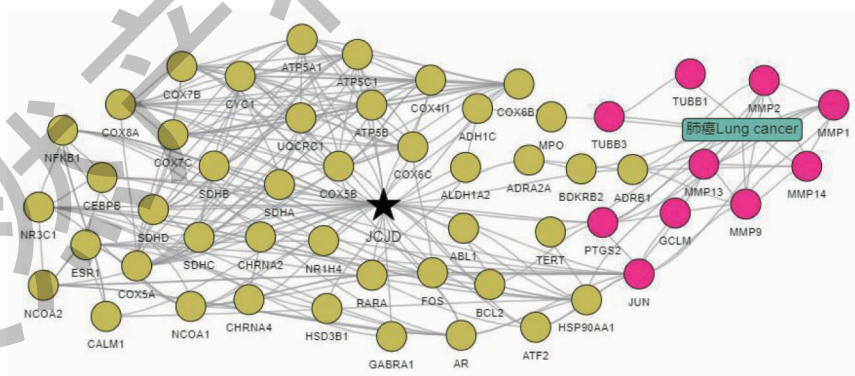 ATP5A1
ATP5C1
COX7B
CYC1
COX4I1
COX6B
TUBB1
MMP2
COX8A
ATP5B
ADH1C
MPO
TUBB3
MMP1
肺癌Lung cancer
NFKB1
COX7C
UQCRC1
COX6C
SDHB
COX5B
ALDH1A2
ADRA2A
BDKRB2
ADRB1
MMP13
MMP14
CEBPB
SDHA
NR3C1
SDHD
JCJD
PTGS2
GCLM
MMP9
ESR1
SDHC
CHRNA2
NR1H4
ABL1
TERT
COX5A
RARA
FOS
BCL2
JUN
NCOA2
NCOA1
CHRNA4
HSD3B1
HSP90AA1
CALM1
GABRA1
AR
ATF2